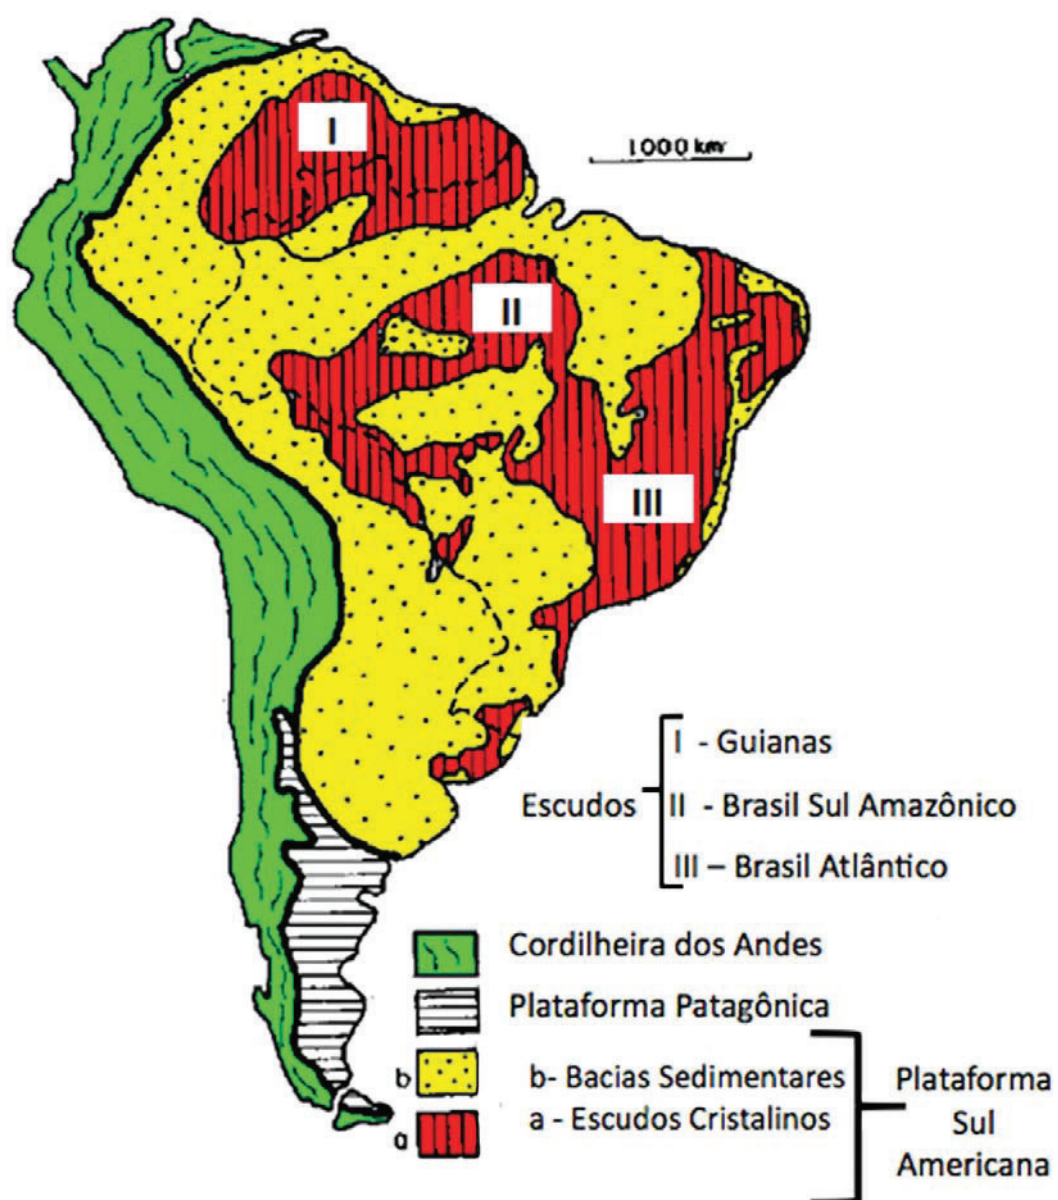 I
1000 km
II
III
I - Guianas
Escudos
II - Brasil Sul Amazônico
III – Brasil Atlântico
Cordilheira dos Andes
Plataforma Patagônica
b
b- Bacias Sedimentares
a
a - Escudos Cristalinos
Plataforma
Sul
Americana